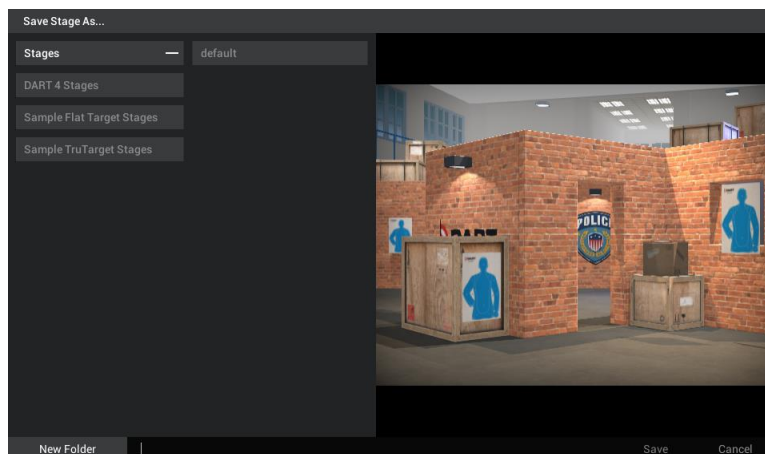 Save Stage As...
Stages
default
DART 4 Stages
Sample Flat Target Stages
Sample TruTarget Stages
POLICE
DART
New Folder
Save
Cancel